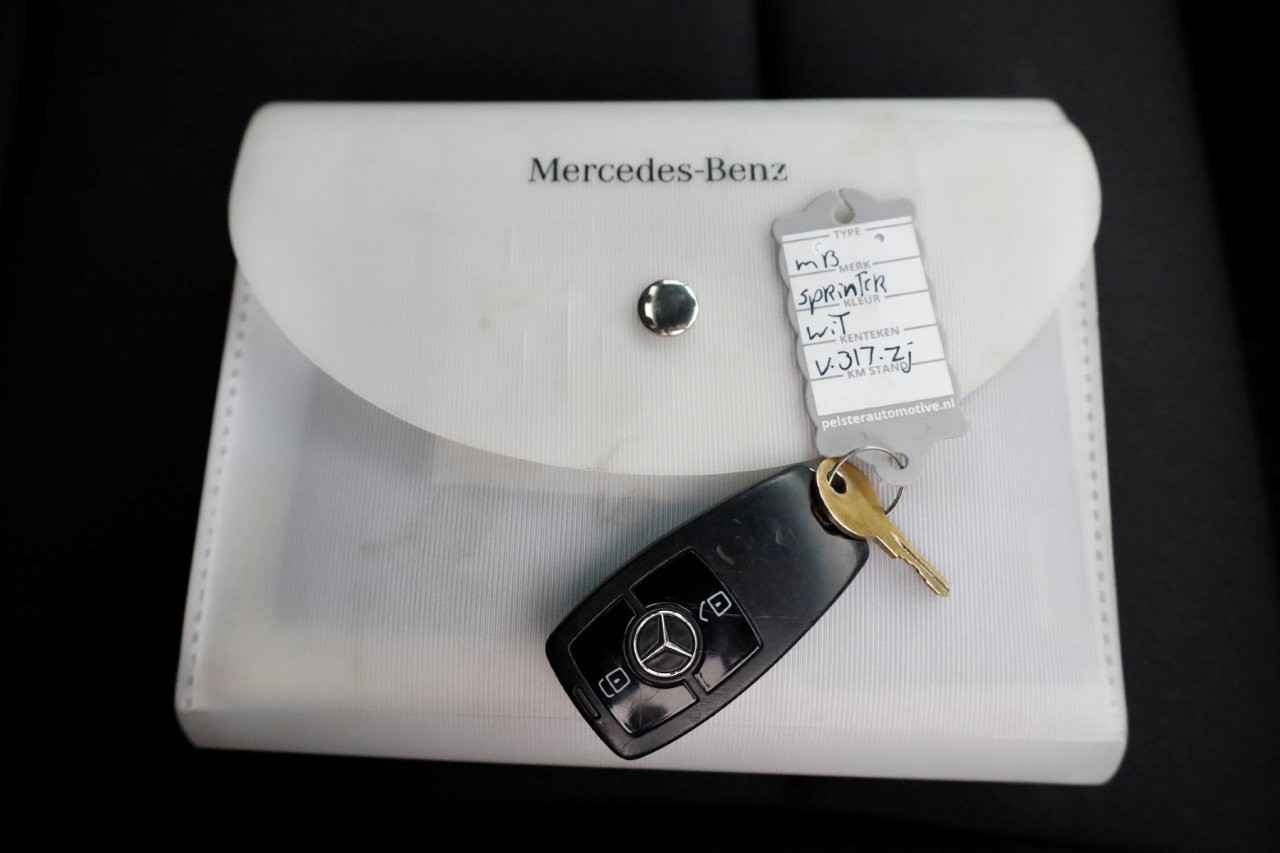 Mercedes-Benz
TYPE
mB
MERK
sprinter
KLEUR
wiT
KENTEKEN
V.317.Zj
KM STAND
pelsterautomotive.nl